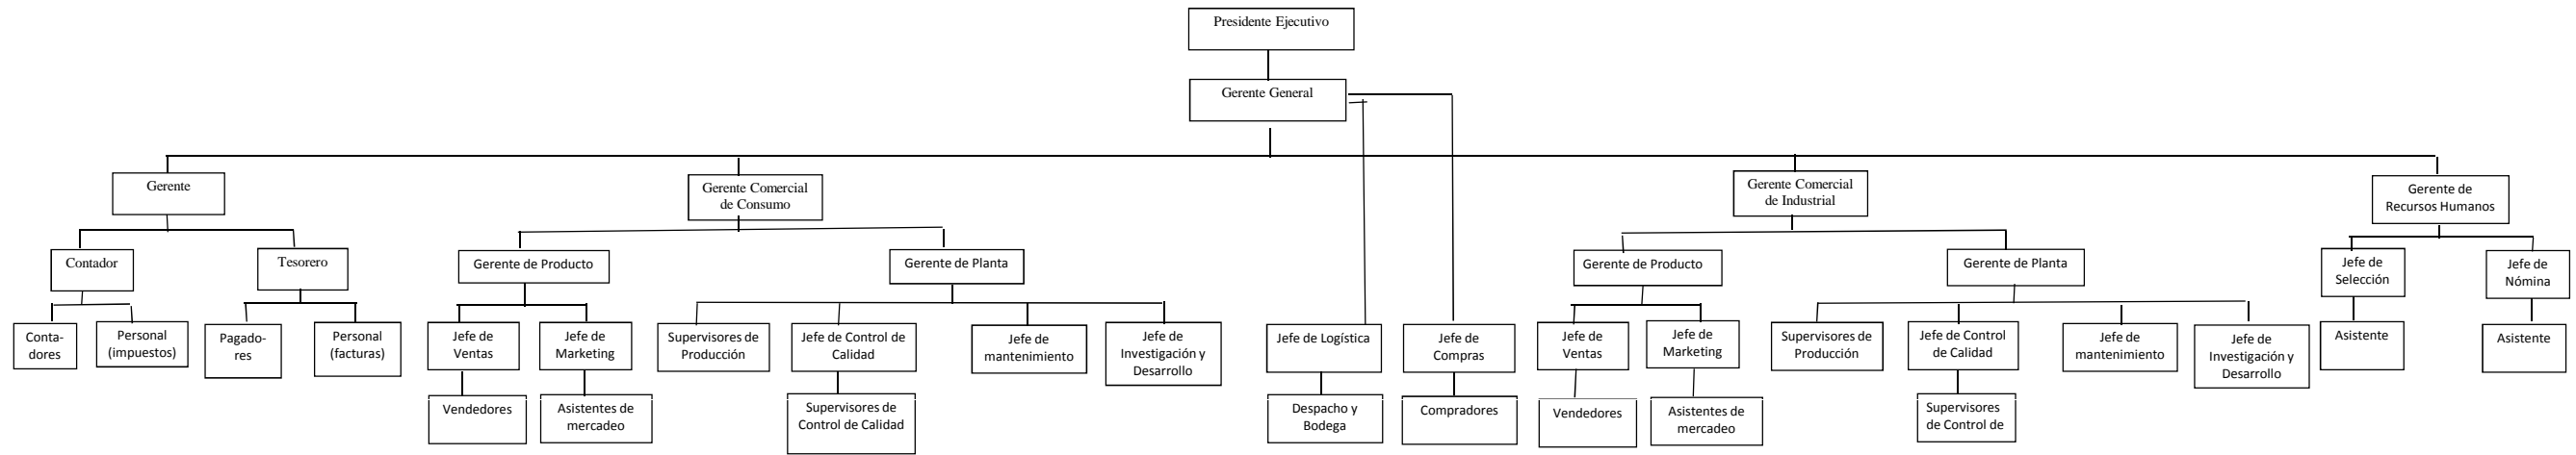 Presidente Ejecutivo
Gerente General
Gerente
Gerente Comercial
de Consumo
Gerente Comercial
de Industrial
Gerente de
Recursos Humanos
Contador
Tesorero
Gerente de Producto
Gerente de Planta
Gerente de Producto
Gerente de Planta
Jefe de
Selección
Jefe de
Nómina
Conta-
dores
Personal
(impuestos)
Pagado-
res
Personal
(facturas)
Jefe de
Ventas
Jefe de
Marketing
Supervisores de
Producción
Jefe de Control de
Calidad
Jefe de
mantenimiento
Jefe de
Investigación y
Desarrollo
Jefe de Logística
Jefe de
Compras
Jefe de
Ventas
Jefe de
Marketing
Supervisores de
Producción
Jefe de Control
de Calidad
Jefe de
mantenimiento
Jefe de
Investigación y
Desarrollo
Asistente
Asistente
Vendedores
Asistentes de
mercadeo
Supervisores de
Control de Calidad
Despacho y
Bodega
Compradores
Vendedores
Asistentes de
mercadeo
Supervisores
de Control de